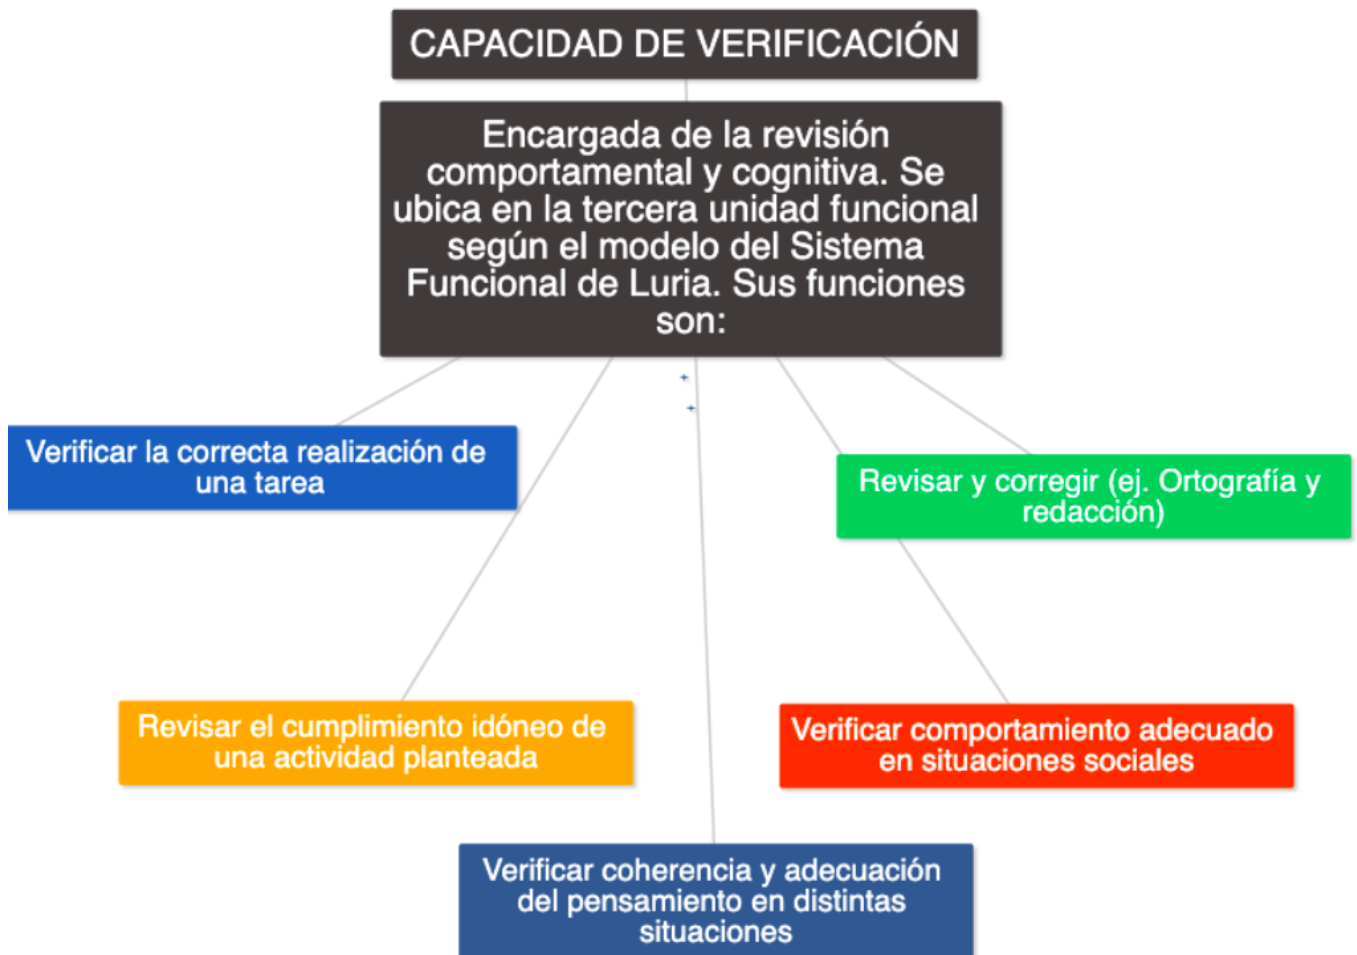 CAPACIDAD DE VERIFICACIÓN
Encargada de la revisión
comportamental y cognitiva. Se
ubica en la tercera unidad funcional
según el modelo del Sistema
Funcional de Luria. Sus funciones
son:
Verificar la correcta realización de
una tarea
Revisar y corregir (ej. Ortografía y
redacción)
Revisar el cumplimiento idóneo de
una actividad planteada
Verificar comportamiento adecuado
en situaciones sociales
Verificar coherencia y adecuación
del pensamiento en distintas
situaciones